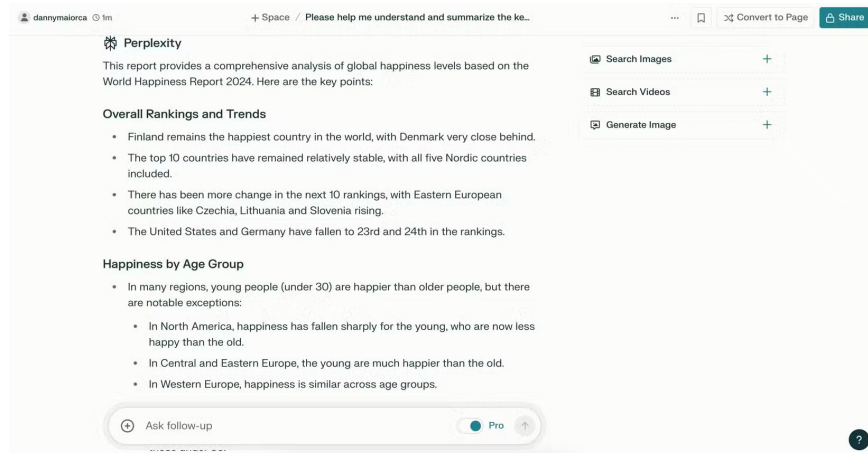 dannymaiorca 1m
+ Space / Please help me understand and summarize the ke...
Convert to Page
Share
Perplexity
This report provides a comprehensive analysis of global happiness levels based on the
World Happiness Report 2024. Here are the key points:
Overall Rankings and Trends
• Finland remains the happiest country in the world, with Denmark very close behind.
• The top 10 countries have remained relatively stable, with all five Nordic countries
included.
• There has been more change in the next 10 rankings, with Eastern European
countries like Czechia, Lithuania and Slovenia rising.
• The United States and Germany have fallen to 23rd and 24th in the rankings.
Happiness by Age Group
• In many regions, young people (under 30) are happier than older people, but there
are notable exceptions:
• In North America, happiness has fallen sharply for the young, who are now less
happy than the old.
• In Central and Eastern Europe, the young are much happier than the old.
• In Western Europe, happiness is similar across age groups.
Ask follow-up
Pro
Search Images +
Search Videos +
Generate Image +
?